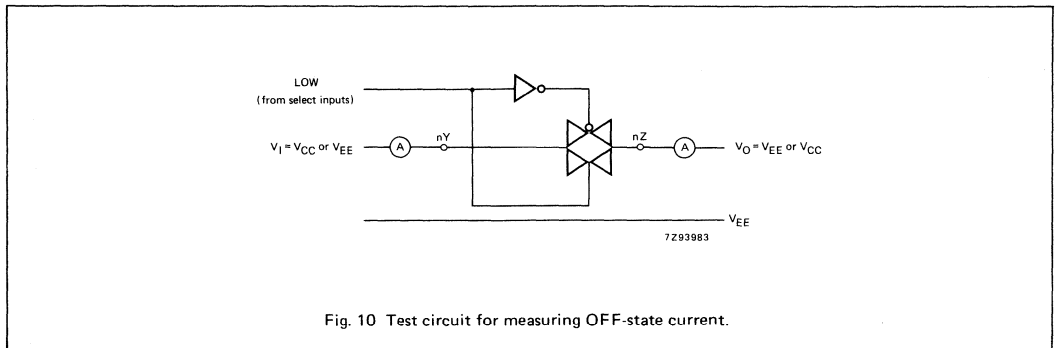 LOW
(from select inputs)
V_I = V_CC or V_EE
A
nY
nZ
A
V_O = V_EE or V_CC
V_EE
7Z93983
Fig. 10 Test circuit for measuring OFF-state current.